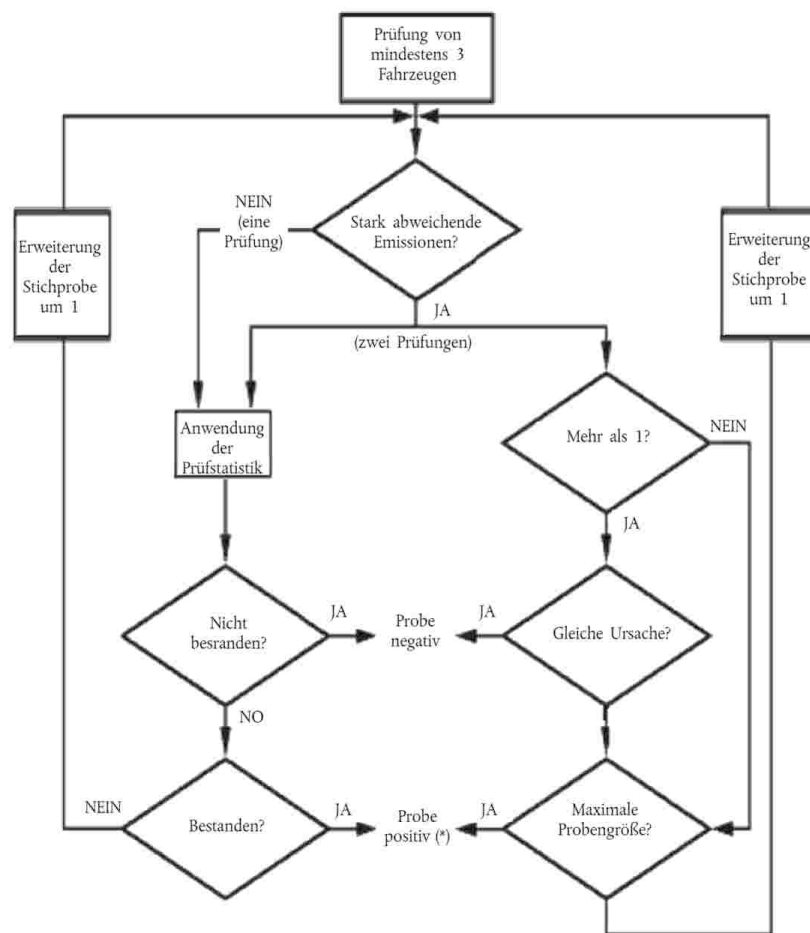 Prüfung von
mindestens 3
Fahrzeugen
NEIN
(eine
Prüfung)
Stark abweichende
Emissionen?
Erweiterung
der
Stichprobe
um 1
Erweiterung
der
Stichprobe
um 1
JA
(zwei Prüfungen)
Anwendung
der
Prüfstatistik
Mehr als 1?
NEIN
JA
Nicht
besranden?
JA
Probe
negativ
JA
Gleiche Ursache?
NO
NEIN
Bestanden?
JA
Probe
positiv (*)
JA
Maximale
Probengröße?